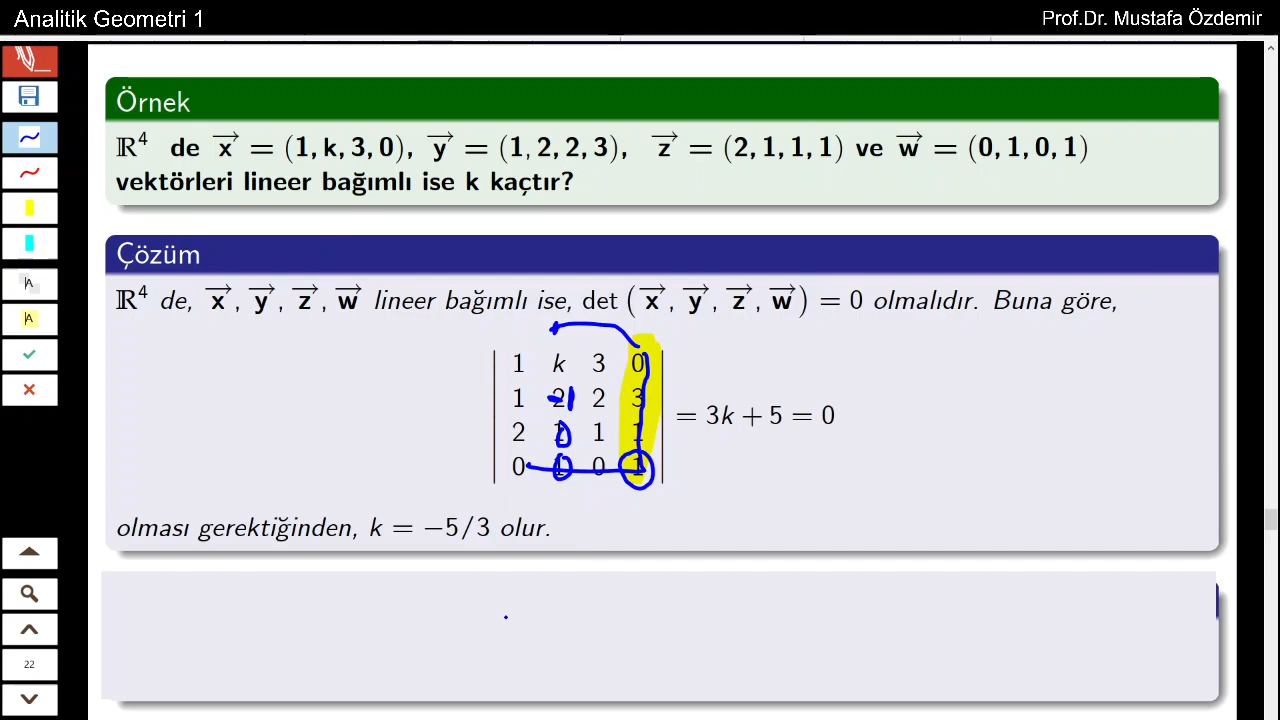 Analitik Geometri 1
Prof.Dr. Mustafa Özdemir
Örnek
ℝ⁴ de x⃗ = (1, k, 3, 0), y⃗ = (1, 2, 2, 3), z⃗ = (2, 1, 1, 1) ve w⃗ = (0, 1, 0, 1)
vektörleri lineer bağımlı ise k kaçtır?
Çözüm
ℝ⁴ de, x⃗, y⃗, z⃗, w⃗ lineer bağımlı ise, det (x⃗, y⃗, z⃗, w⃗) = 0 olmalıdır. Buna göre,
1 k 3 0
1 2 2 3
2 1 1 1
0 1 0 1
= 3k + 5 = 0
-1
0
0
olması gerektiğinden, k = −5/3 olur.
A
A
22